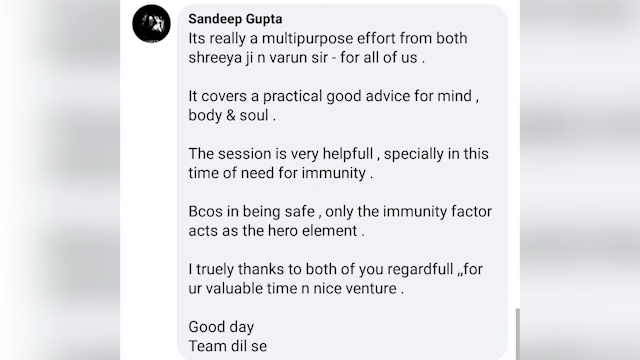 Sandeep Gupta
Its really a multipurpose effort from both
shreeya ji n varun sir - for all of us .
It covers a practical good advice for mind ,
body & soul .
The session is very helpfull , specially in this
time of need for immunity .
Bcos in being safe , only the immunity factor
acts as the hero element .
I truely thanks to both of you regardfull ,,for
ur valuable time n nice venture .
Good day
Team dil se